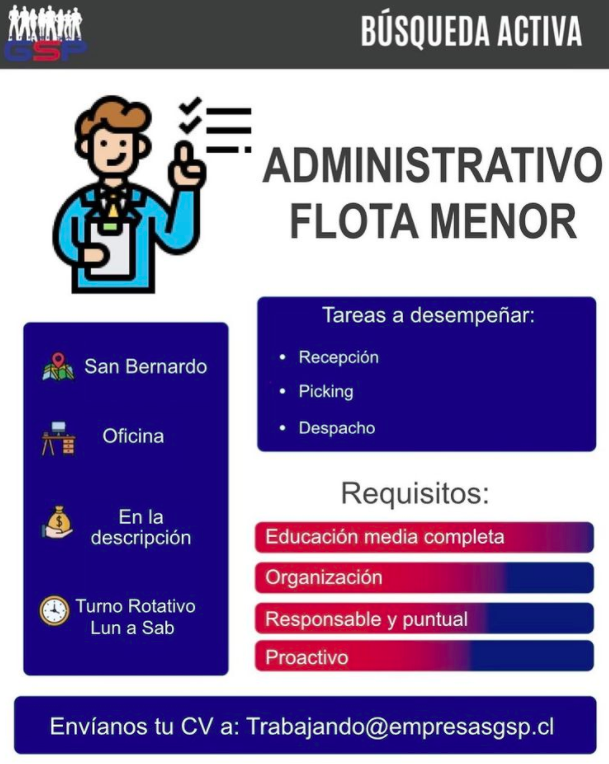 GSP
BÚSQUEDA ACTIVA
ADMINISTRATIVO
FLOTA MENOR
San Bernardo
Oficina
En la
descripción
Turno Rotativo
Lun a Sab
Tareas a desempeñar:
• Recepción
• Picking
• Despacho
Requisitos:
Educación media completa
Organización
Responsable y puntual
Proactivo
Envíanos tu CV a: Trabajando@empresasgsp.cl